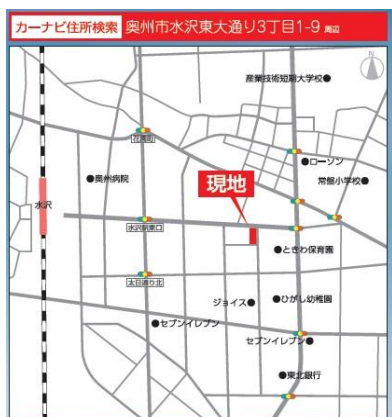 カーナビ住所検索 奥州市水沢東大通り3丁目1-9 周辺
N
産業技術短期大学校
花園町
ローソン
奥州病院
常盤小学校
現地
水沢
水沢駅東口
ときわ保育園
太日通り北
ジョイス
ひがし幼稚園
セブンイレブン
セブンイレブン
東北銀行